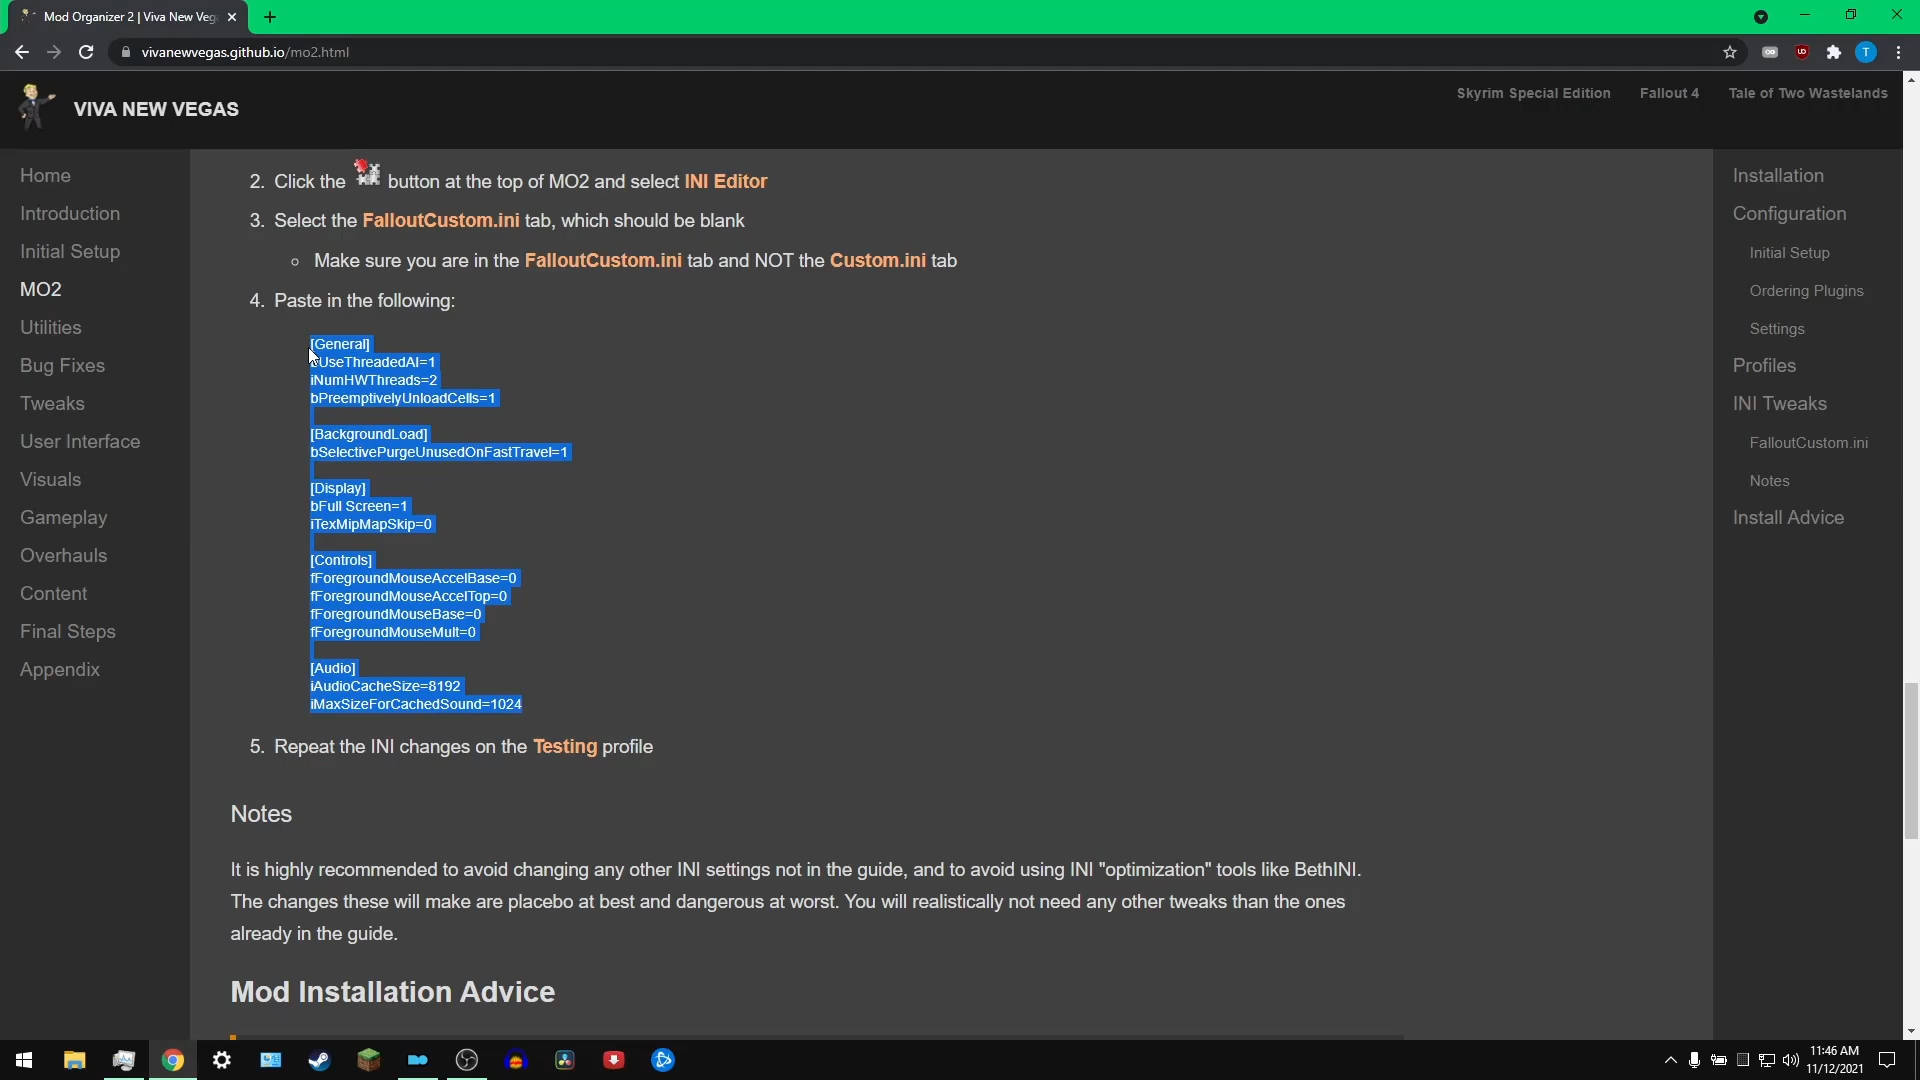 Mod Organizer 2 | Viva New Veg
vivanewvegas.github.io/mo2.html
T
VIVA NEW VEGAS
Skyrim Special Edition
Fallout 4
Tale of Two Wastelands
Home
Introduction
Initial Setup
MO2
Utilities
Bug Fixes
Tweaks
User Interface
Visuals
Gameplay
Overhauls
Content
Final Steps
Appendix
2. Click the button at the top of MO2 and select INI Editor
3. Select the FalloutCustom.ini tab, which should be blank
Make sure you are in the FalloutCustom.ini tab and NOT the Custom.ini tab
4. Paste in the following:
[General]
UseThreadedAI=1
iNumHWThreads=2
bPreemptivelyUnloadCells=1
[BackgroundLoad]
bSelectivePurgeUnusedOnFastTravel=1
[Display]
bFull Screen=1
iTexMipMapSkip=0
[Controls]
fForegroundMouseAccelBase=0
fForegroundMouseAccelTop=0
fForegroundMouseBase=0
fForegroundMouseMult=0
[Audio]
iAudioCacheSize=8192
iMaxSizeForCachedSound=1024
5. Repeat the INI changes on the Testing profile
Notes
It is highly recommended to avoid changing any other INI settings not in the guide, and to avoid using INI "optimization" tools like BethINI.
The changes these will make are placebo at best and dangerous at worst. You will realistically not need any other tweaks than the ones
already in the guide.
Mod Installation Advice
Installation
Configuration
Initial Setup
Ordering Plugins
Settings
Profiles
INI Tweaks
FalloutCustom.ini
Notes
Install Advice
11:46 AM
11/12/2021